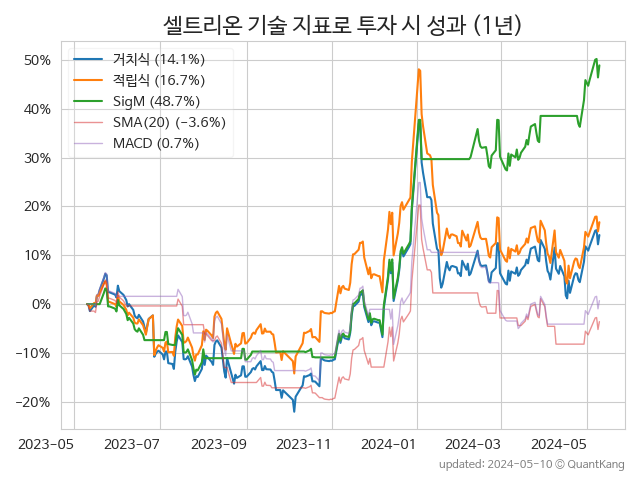 셀트리온 기술 지표로 투자 시 성과 (1년)
거치식 (14.1%)
적립식 (16.7%)
SigM (48.7%)
SMA(20) (−3.6%)
MACD (0.7%)
50%
40%
30%
20%
10%
0%
−10%
−20%
2023-05 2023-07 2023-09 2023-11 2024-01 2024-03 2024-05
updated: 2024-05-10 © QuantKang